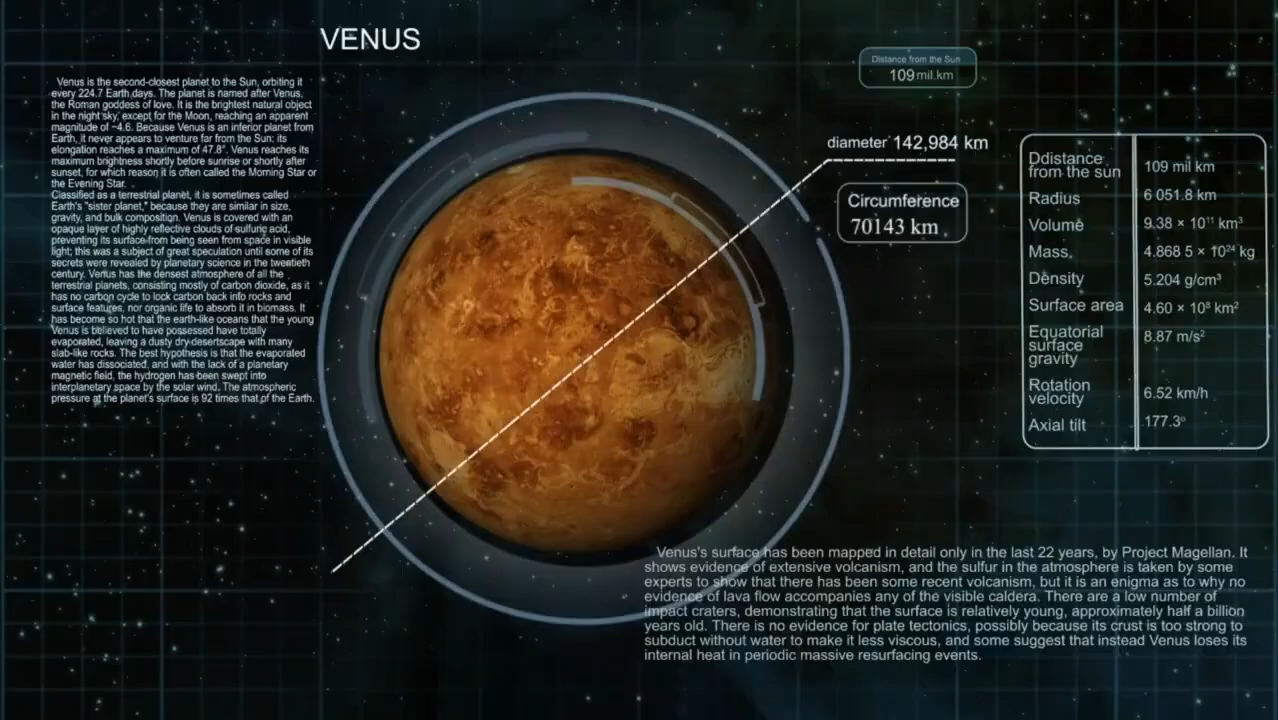 VENUS
Venus is the second-closest planet to the Sun, orbiting it
every 224.7 Earth days. The planet is named after Venus,
the Roman goddess of love. It is the brightest natural object
in the night sky, except for the Moon, reaching an apparent
magnitude of −4.6. Because Venus is an inferior planet from
Earth, it never appears to venture far from the Sun: its
elongation reaches a maximum of 47.8°. Venus reaches its
maximum brightness shortly before sunrise or shortly after
sunset, for which reason it is often called the Morning Star or
the Evening Star.
Classified as a terrestrial planet, it is sometimes called
Earth's "sister planet," because they are similar in size,
gravity, and bulk composition. Venus is covered with an
opaque layer of highly reflective clouds of sulfuric acid,
preventing its surface from being seen from space in visible
light; this was a subject of great speculation until some of its
secrets were revealed by planetary science in the twentieth
century. Venus has the densest atmosphere of all the
terrestrial planets, consisting mostly of carbon dioxide, as it
has no carbon cycle to lock carbon back into rocks and
surface features, nor organic life to absorb it in biomass. It
has become so hot that the earth-like oceans that the young
Venus is believed to have possessed have totally
evaporated, leaving a dusty dry desertscape with many
slab-like rocks. The best hypothesis is that the evaporated
water has dissociated, and with the lack of a planetary
magnetic field, the hydrogen has been swept into
interplanetary space by the solar wind. The atmospheric
pressure at the planet's surface is 92 times that of the Earth.
Distance from the Sun
109 mil.km
diameter 142,984 km
Circumference
70143 km
Ddistance
from the sun 109 mil km
Radius 6 051.8 km
Volume 9.38 × 10¹¹ km³
Mass. 4.868 5 × 10²⁴ kg
Density 5.204 g/cm³
Surface area 4.60 × 10⁸ km²
Equatorial 8.87 m/s²
surface
gravity
Rotation
velocity 6.52 km/h
Axial tilt 177.3°
Venus's surface has been mapped in detail only in the last 22 years, by Project Magellan. It
shows evidence of extensive volcanism, and the sulfur in the atmosphere is taken by some
experts to show that there has been some recent volcanism, but it is an enigma as to why no
evidence of lava flow accompanies any of the visible caldera. There are a low number of
impact craters, demonstrating that the surface is relatively young, approximately half a billion
years old. There is no evidence for plate tectonics, possibly because its crust is too strong to
subduct without water to make it less viscous, and some suggest that instead Venus loses its
internal heat in periodic massive resurfacing events.